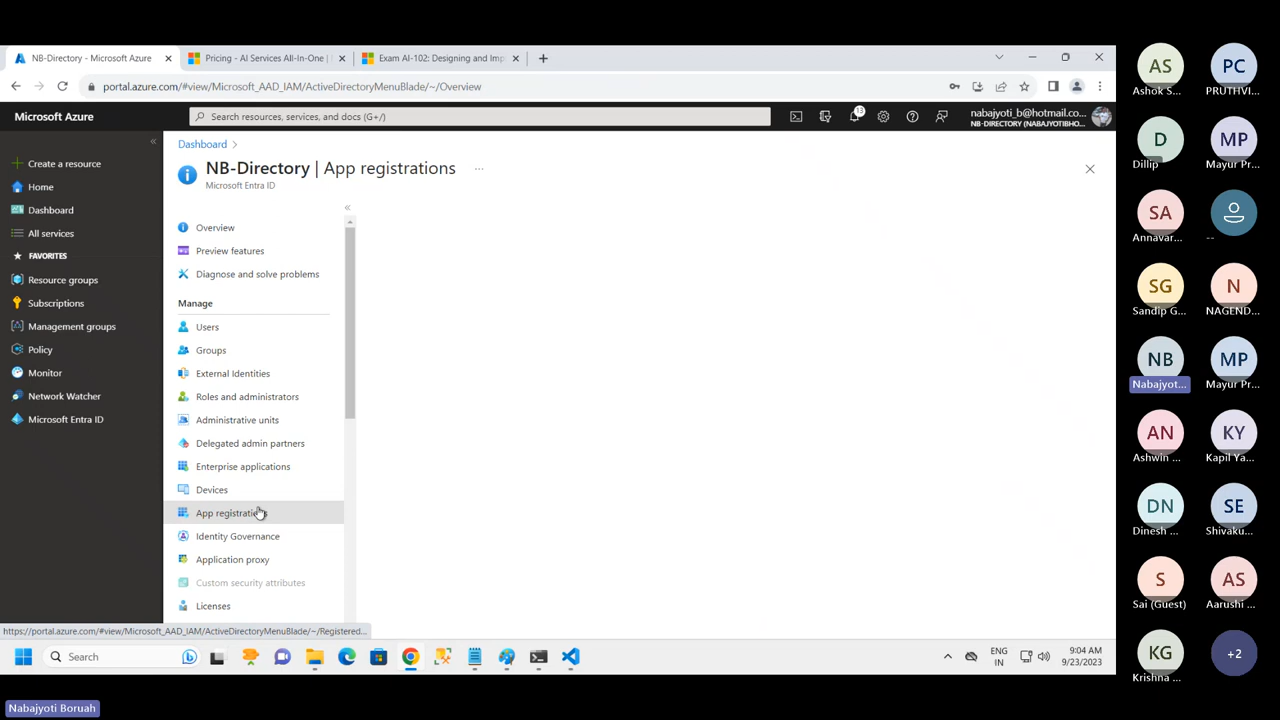 NB-Directory - Microsoft Azure
Pricing - AI Services All-In-One |
Exam AI-102: Designing and Imp
portal.azure.com/#view/Microsoft_AAD_IAM/ActiveDirectoryMenuBlade/~/Overview
Microsoft Azure
Search resources, services, and docs (G+/)
13
nabajyoti_b@hotmail.co...
NB-DIRECTORY (NABAJYOTIBHO...
Create a resource
Home
Dashboard
All services
FAVORITES
Resource groups
Subscriptions
Management groups
Policy
Monitor
Network Watcher
Microsoft Entra ID
Dashboard
NB-Directory | App registrations
Microsoft Entra ID
Overview
Preview features
Diagnose and solve problems
Manage
Users
Groups
External Identities
Roles and administrators
Administrative units
Delegated admin partners
Enterprise applications
Devices
App registrations
Identity Governance
Application proxy
Custom security attributes
Licenses
https://portal.azure.com/#view/Microsoft_AAD_IAM/ActiveDirectoryMenuBlade/~/Registered...
Search
ENG
IN
9:04 AM
9/23/2023
AS
Ashok S...
PC
PRUTHVI...
D
Dillip
MP
Mayur Pr...
SA
Annavar...
--
SG
Sandip G...
N
NAGEND...
NB
Nabajyot...
MP
Mayur Pr...
AN
Ashwin ...
KY
Kapil Ya...
DN
Dinesh ...
SE
Shivaku...
S
Sai (Guest)
AS
Aarushi ...
KG
Krishna ...
+2
Nabajyoti Boruah